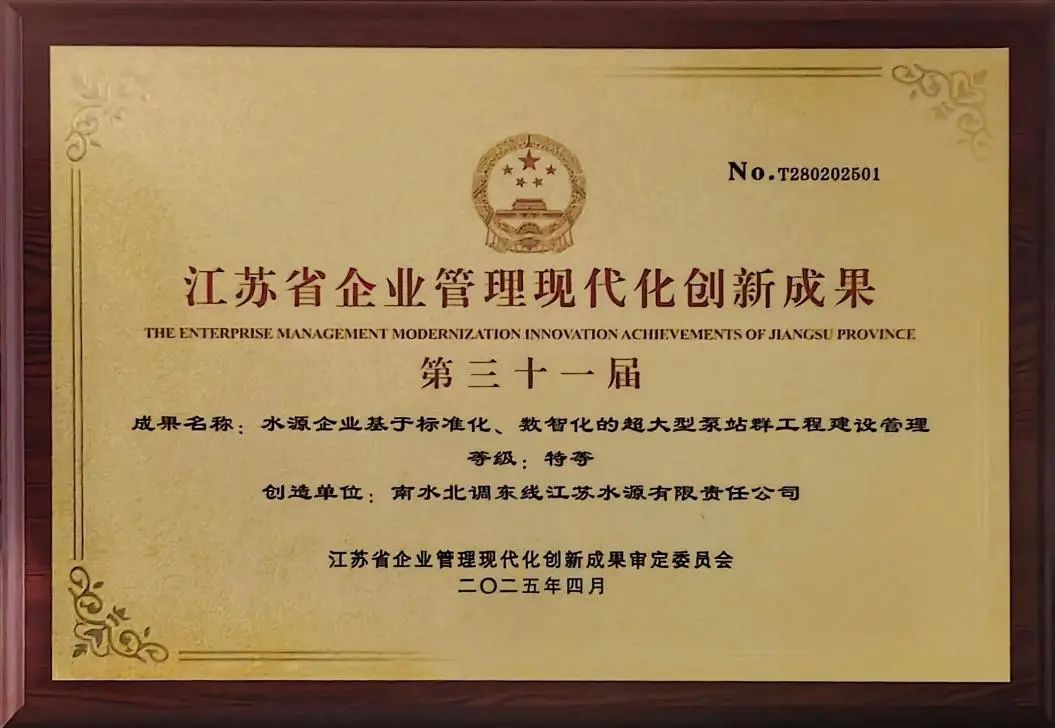 No.T280202501
江苏省企业管理现代化创新成果
THE ENTERPRISE MANAGEMENT MODERNIZATION INNOVATION ACHIEVEMENTS OF JIANGSU PROVINCE
第三十一届
成果名称：水源企业基于标准化、数智化的超大型泵站群工程建设管理
等级：特等
创造单位：南水北调东线江苏水源有限责任公司
江苏省企业管理现代化创新成果审定委员会
二〇二五年四月